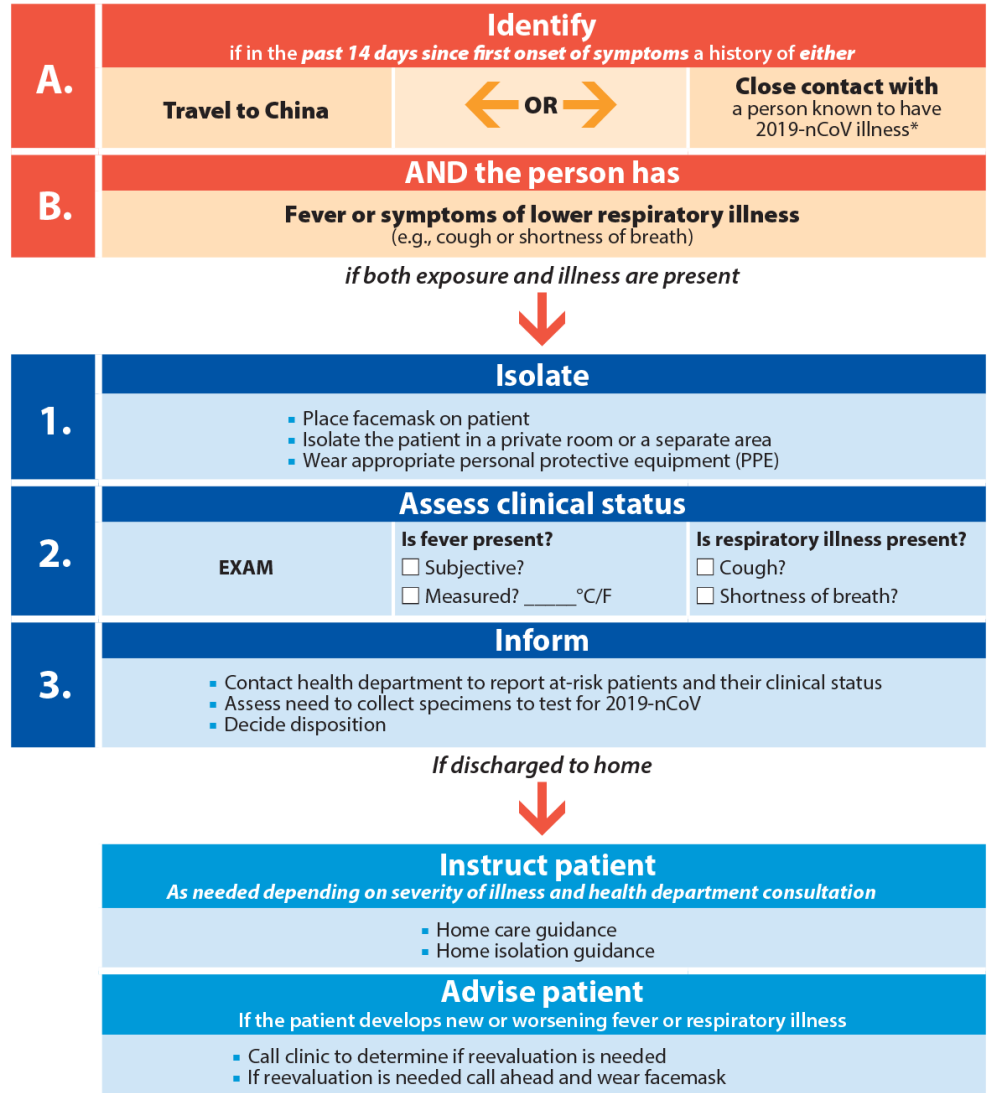 A.
Identify
if in the past 14 days since first onset of symptoms a history of either
Travel to China
OR
Close contact with
a person known to have
2019-nCoV illness*
B.
AND the person has
Fever or symptoms of lower respiratory illness
(e.g., cough or shortness of breath)
if both exposure and illness are present
1.
Isolate
▪ Place facemask on patient
▪ Isolate the patient in a private room or a separate area
▪ Wear appropriate personal protective equipment (PPE)
2.
Assess clinical status
EXAM
Is fever present?
☐ Subjective?
☐ Measured? _____°C/F
Is respiratory illness present?
☐ Cough?
☐ Shortness of breath?
3.
Inform
▪ Contact health department to report at-risk patients and their clinical status
▪ Assess need to collect specimens to test for 2019-nCoV
▪ Decide disposition
If discharged to home
Instruct patient
As needed depending on severity of illness and health department consultation
▪ Home care guidance
▪ Home isolation guidance
Advise patient
If the patient develops new or worsening fever or respiratory illness
▪ Call clinic to determine if reevaluation is needed
▪ If reevaluation is needed call ahead and wear facemask